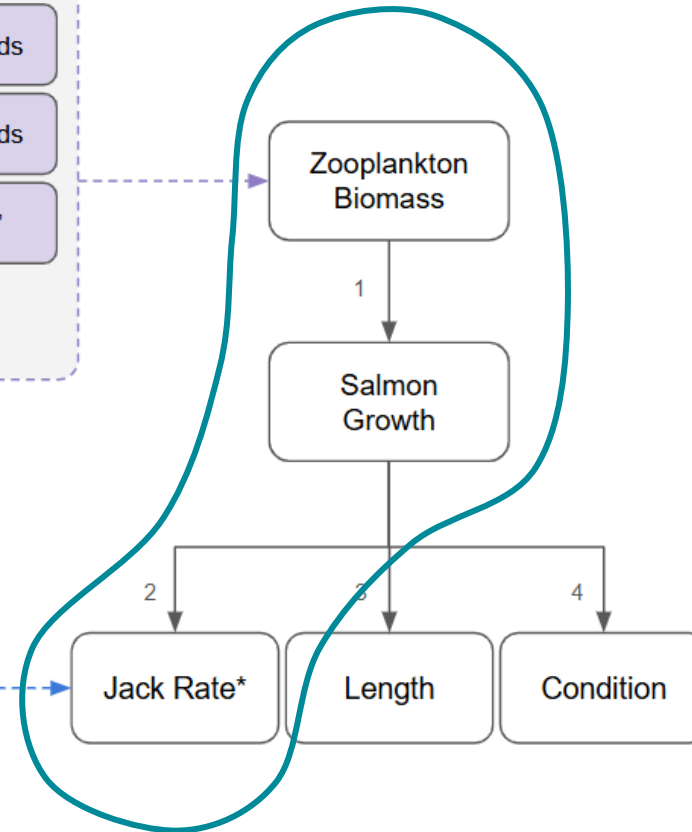 ds
ds
Zooplankton
Biomass
1
Salmon
Growth
2
3
4
Jack Rate*
Length
Condition